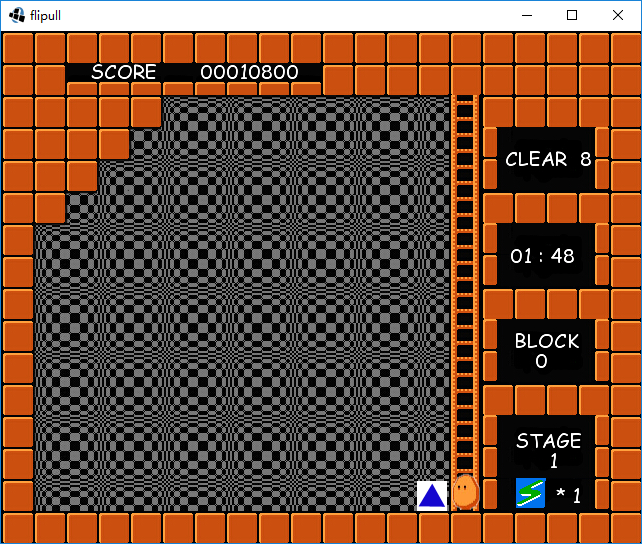 flipull
SCORE 00010800
CLEAR 8
01 : 48
BLOCK
0
STAGE
1
* 1